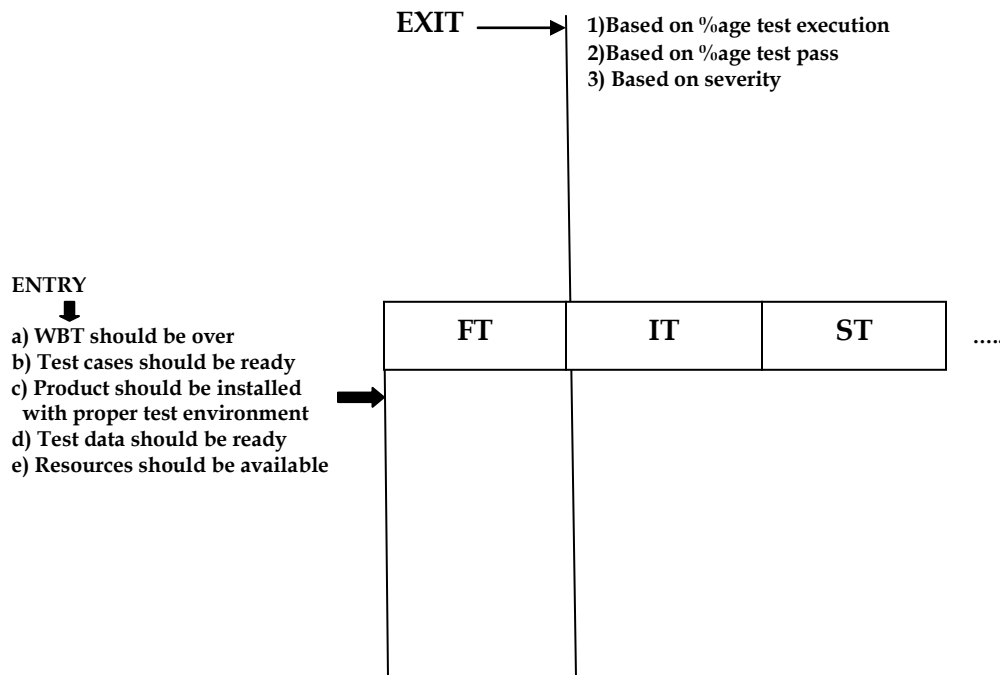 EXIT
1)Based on %age test execution
2)Based on %age test pass
3) Based on severity
ENTRY
a) WBT should be over
b) Test cases should be ready
c) Product should be installed
with proper test environment
d) Test data should be ready
e) Resources should be available
FT
IT
ST
.....